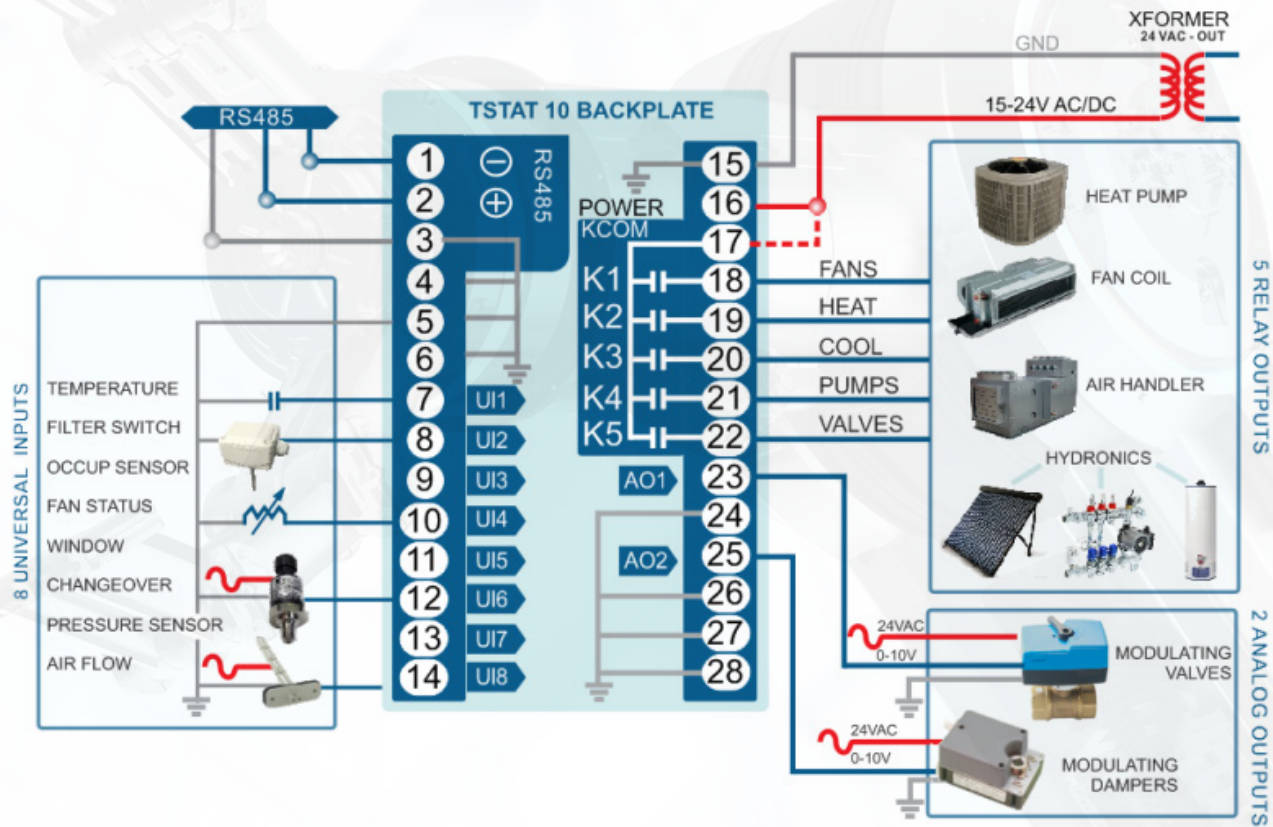 XFORMER
24 VAC - OUT
GND
15-24V AC/DC
RS485
TSTAT 10 BACKPLATE
1
2
3
4
5
6
7
8
9
10
11
12
13
14
RS485
UI1
UI2
UI3
UI4
UI5
UI6
UI7
UI8
POWER
KCOM
K1
K2
K3
K4
K5
AO1
AO2
15
16
17
18
19
20
21
22
23
24
25
26
27
28
FANS
HEAT
COOL
PUMPS
VALVES
8 UNIVERSAL INPUTS
TEMPERATURE
FILTER SWITCH
OCCUP SENSOR
FAN STATUS
WINDOW
CHANGEOVER
PRESSURE SENSOR
AIR FLOW
HEAT PUMP
FAN COIL
AIR HANDLER
HYDRONICS
5 RELAY OUTPUTS
24VAC
0-10V
MODULATING
VALVES
24VAC
0-10V
MODULATING
DAMPERS
2 ANALOG OUTPUTS